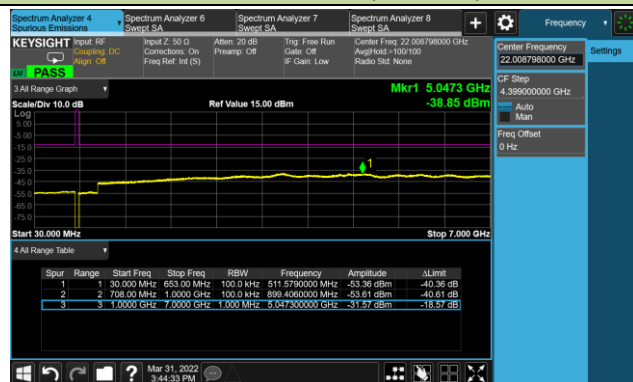 Spectrum Analyzer 4
Spurious Emissions
Spectrum Analyzer 6
Swept SA
Spectrum Analyzer 7
Swept SA
Spectrum Analyzer 8
Swept SA
Frequency
KEYSIGHT
Input: RF
Coupling: DC
Align: Off
Input Z: 50 Ω
Corrections: On
Freq Ref: Int (S)
Atten: 20 dB
Preamp: Off
Trig: Free Run
Gate: Off
IF Gain: Low
Center Freq: 22.008798000 GHz
Avg|Hold:>100/100
Radio Std: None
PASS
Center Frequency
22.008798000 GHz
Settings
CF Step
4.399000000 GHz
Auto
Man
Freq Offset
0 Hz
3 All Range Graph
Mkr1 5.0473 GHz
Scale/Div 10.0 dB
Ref Value 15.00 dBm
-38.85 dBm
Log
5.00
-5.00
-15.0
-25.0
-35.0
-45.0
-55.0
-65.0
-75.0
1
Start 30.000 MHz
Stop 7.000 GHz
4 All Range Table
Spur Range Start Freq Stop Freq RBW Frequency Amplitude ΔLimit
1 1 30.000 MHz 653.00 MHz 100.0 kHz 511.5790000 MHz -53.36 dBm -40.36 dB
2 2 708.00 MHz 1.0000 GHz 100.0 kHz 899.4060000 MHz -53.61 dBm -40.61 dB
3 3 1.0000 GHz 7.0000 GHz 1.000 MHz 5.047300000 GHz -31.57 dBm -18.57 dB
Mar 31, 2022
3:44:33 PM